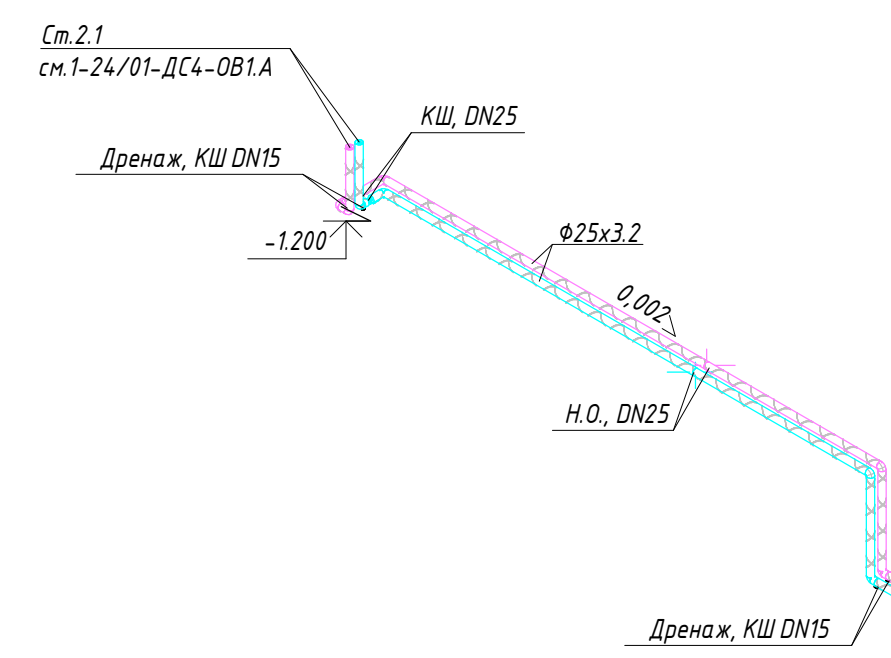 Ст.2.1
см.1-24/01-ДС4-ОВ1.А
КШ, DN25
Дренаж, КШ DN15
-1.200
Ф25x3.2
0,002
Н.О., DN25
Дренаж, КШ DN15